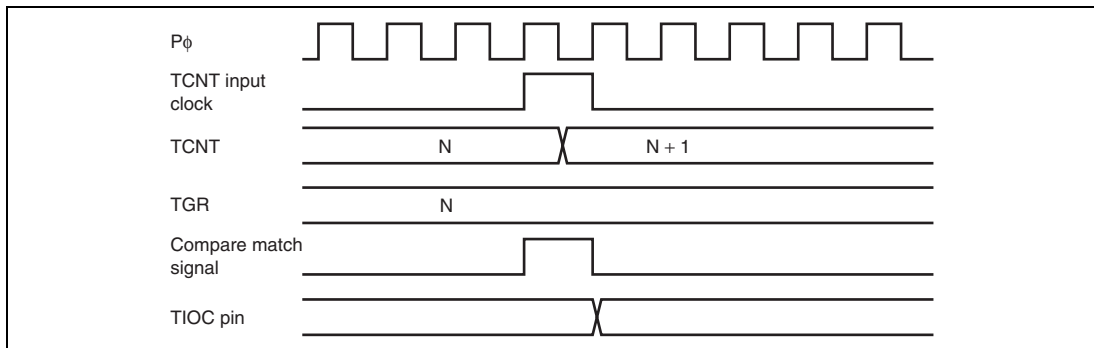 Pφ
TCNT input
clock
TCNT
N
N + 1
TGR
N
Compare match
signal
TIOC pin